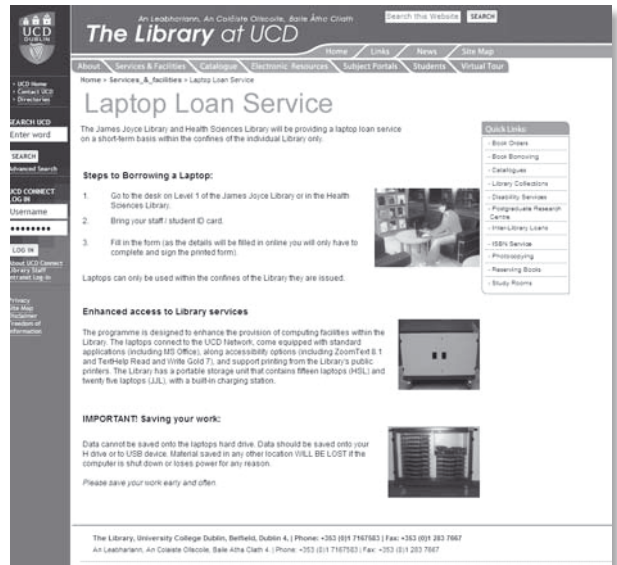 UCD
DUBLIN
An Leabharlann, An Coláiste Ollscoile, Baile Átha Cliath
Search this Website SEARCH
The Library at UCD
Home / Links / News / Site Map
About Services & Facilities Catalogue Electronic Resources Subject Portals Students Virtual Tour
Home » Services_&_facilities » Laptop Loan Service
Laptop Loan Service
› UCD Home
› Contact UCD
› Directories
SEARCH UCD
Enter word
SEARCH
Advanced Search
UCD CONNECT
LOG IN
Username
LOG IN
About UCD Connect
Library Staff
Intranet Log-in
Privacy
Site Map
Disclaimer
Freedom of
Information
The James Joyce Library and Health Sciences Library will be providing a laptop loan service
on a short-term basis within the confines of the individual Library only.
Steps to Borrowing a Laptop:
1. Go to the desk on Level 1 of the James Joyce Library or in the Health
Sciences Library.
2. Bring your staff / student ID card.
3. Fill in the form (as the details will be filled in online you will only have to
complete and sign the printed form).
Laptops can only be used within the confines of the Library they are issued.
Enhanced access to Library services
The programme is designed to enhance the provision of computing facilities within the
Library. The laptops connect to the UCD Network, come equipped with standard
applications (including MS Office), along accessibility options (including ZoomText 8.1
and TextHelp Read and Write Gold 7), and support printing from the Library's public
printers. The Library has a portable storage unit that contains fifteen laptops (HSL) and
twenty five laptops (JJL), with a built-in charging station.
IMPORTANT! Saving your work:
Data cannot be saved onto the laptops hard drive. Data should be saved onto your
H drive or to USB device. Material saved in any other location WILL BE LOST if the
computer is shut down or loses power for any reason.
Please save your work early and often.
Quick Links:
- Book Orders
- Book Borrowing
- Catalogues
- Library Collections
- Disability Services
- Postgraduate Research
Centre
- Inter-Library Loans
- ISBN Service
- Photocopying
- Reserving Books
- Study Rooms
The Library, University College Dublin, Belfield, Dublin 4. | Phone: +353 (0)1 7167583 | Fax: +353 (0)1 283 7667
An Leabharlann, An Coláiste Ollscoile, Baile Átha Cliath 4. | Phone: +353 (0)1 7167583 | Fax: +353 (0)1 283 7667